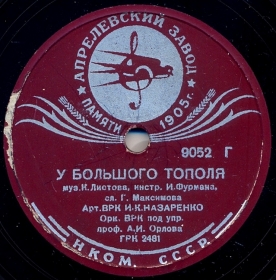 АПРЕЛЕВСКИЙ ЗАВОД
ПАМЯТИ 1905 г.
9052 Г
У БОЛЬШОГО ТОПОЛЯ
муз. К. Листова, инстр. И. Фурмана,
сл. Г. Максимова
Арт. ВРК И-К. НАЗАРЕНКО
Орк. ВРК под упр.
проф. А.И. Орлова
ГРК 2481
НКОМ. СССР